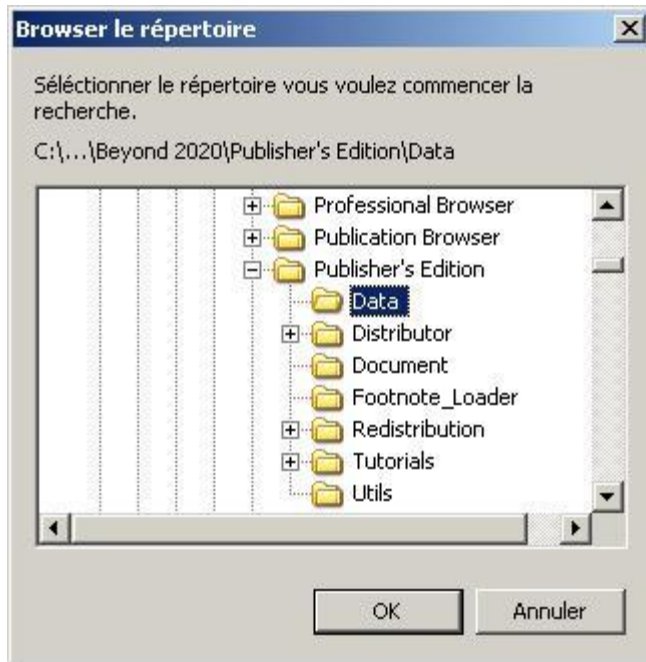 Browser le répertoire
Séléctionner le répertoire vous voulez commencer la
recherche.
C:\...\Beyond 2020\Publisher's Edition\Data
Professional Browser
Publication Browser
Publisher's Edition
Data
Distributor
Document
Footnote_Loader
Redistribution
Tutorials
Utils
OK
Annuler